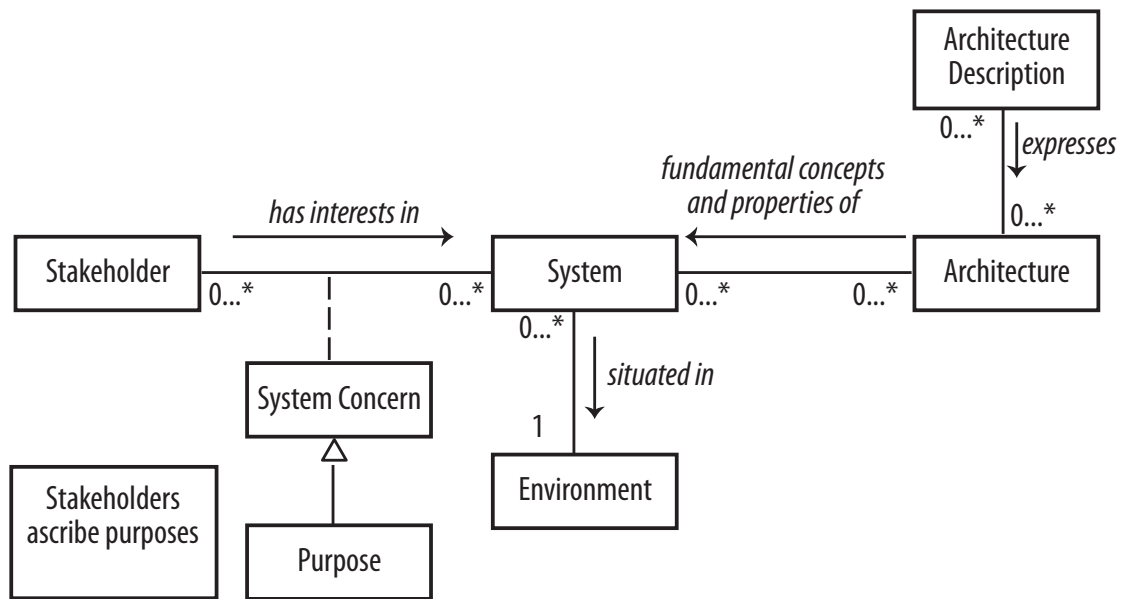 Architecture
Description
0...*
expresses
fundamental concepts
and properties of
has interests in
0...*
Stakeholder
System
Architecture
0...*
0...*
0...*
0...*
0...*
situated in
System Concern
1
Stakeholders
ascribe purposes
Environment
Purpose